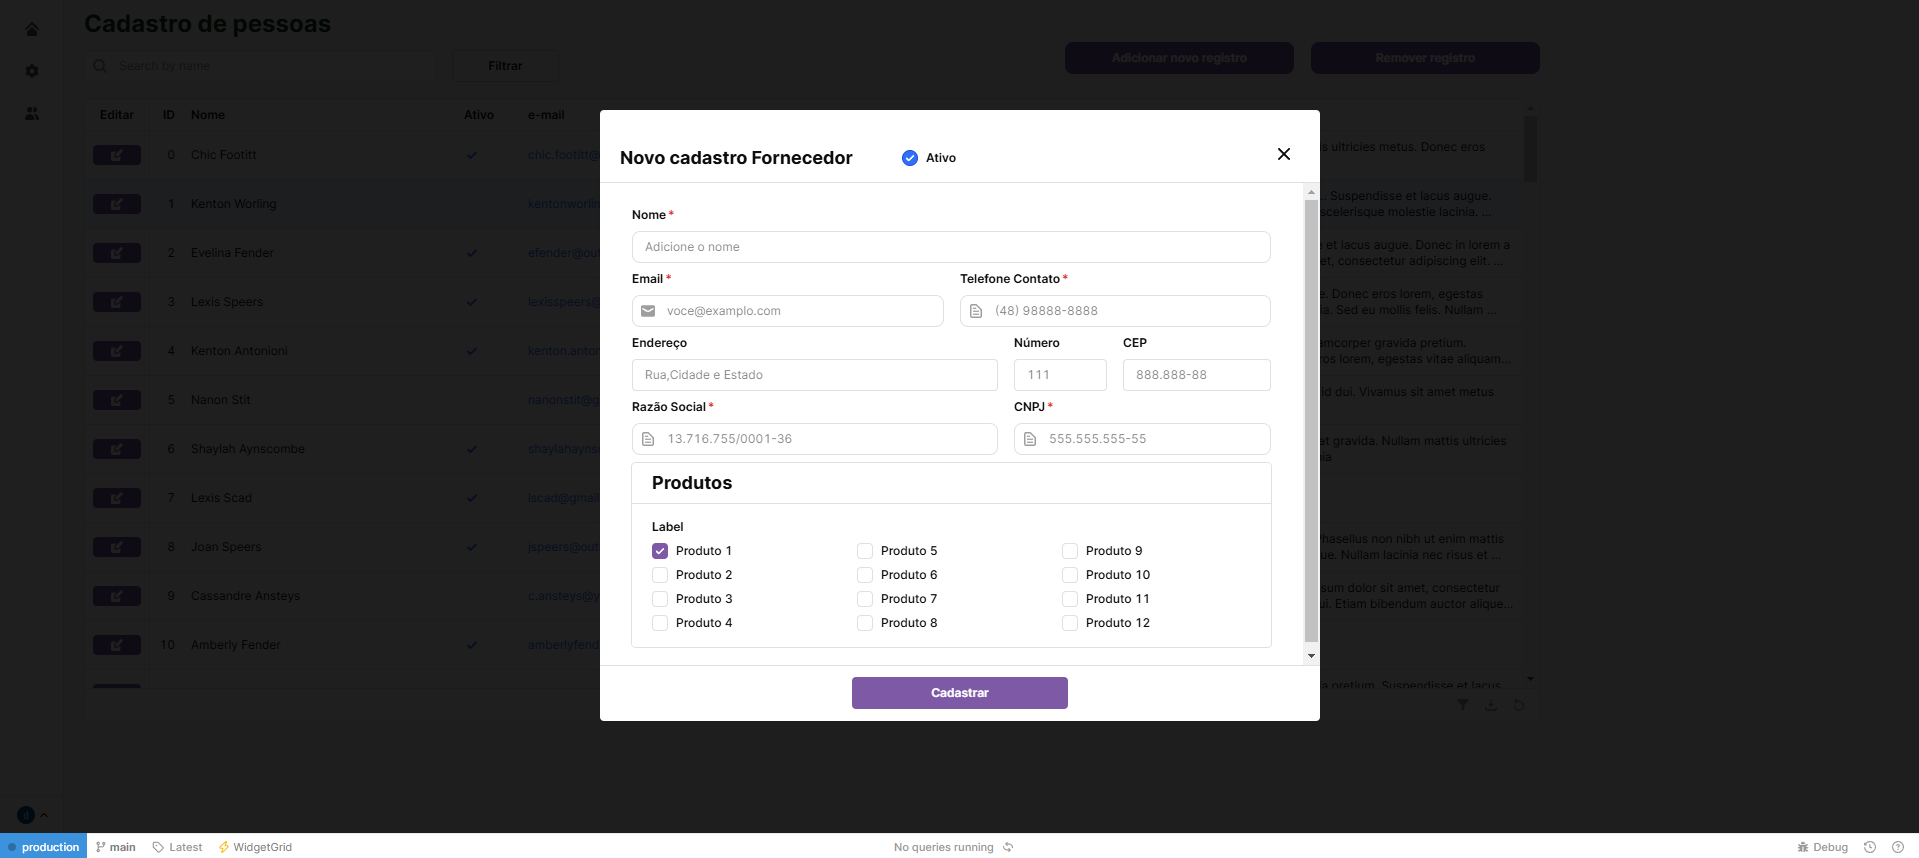 Cadastro de pessoas
Search by name
Filtrar
Adicionar novo registro
Remover registro
Editar ID Nome Ativo e-mail
0 Chic Footitt chic.footitt@ s ultricies metus. Donec eros
1 Kenton Worling kentonworlin . Suspendisse et lacus augue.
scelerisque molestie lacinia. ...
2 Evelina Fender efender@out et lacus augue. Donec in lorem a
et, consectetur adipiscing elit. ...
3 Lexis Speers lexisspeers@ e. Donec eros lorem, egestas
a. Sed eu mollis felis. Nullam ...
4 Kenton Antonioni kenton.anton amcorper gravida pretium.
ros lorem, egestas vitae aliquam...
5 Nanon Stit nanonstit@g id dui. Vivamus sit amet metus
6 Shaylah Aynscombe shaylahayns at gravida. Nullam mattis ultricies
nia
7 Lexis Scad lscad@gmail
8 Joan Speers jspeers@out hasellus non nibh ut enim mattis
ue. Nullam lacinia nec risus et ...
9 Cassandre Ansteys c.ansteys@y sum dolor sit amet, consectetur
ui. Etiam bibendum auctor alique...
10 Amberly Fender amberlyfend
a pretium. Suspendisse et lacus
Novo cadastro Fornecedor
Ativo
Nome *
Adicione o nome
Email * Telefone Contato *
voce@examplo.com (48) 98888-8888
Endereço Número CEP
Rua,Cidade e Estado 111 888.888-88
Razão Social * CNPJ *
13.716.755/0001-36 555.555.555-55
Produtos
Label
Produto 1 Produto 5 Produto 9
Produto 2 Produto 6 Produto 10
Produto 3 Produto 7 Produto 11
Produto 4 Produto 8 Produto 12
Cadastrar
production main Latest WidgetGrid No queries running Debug